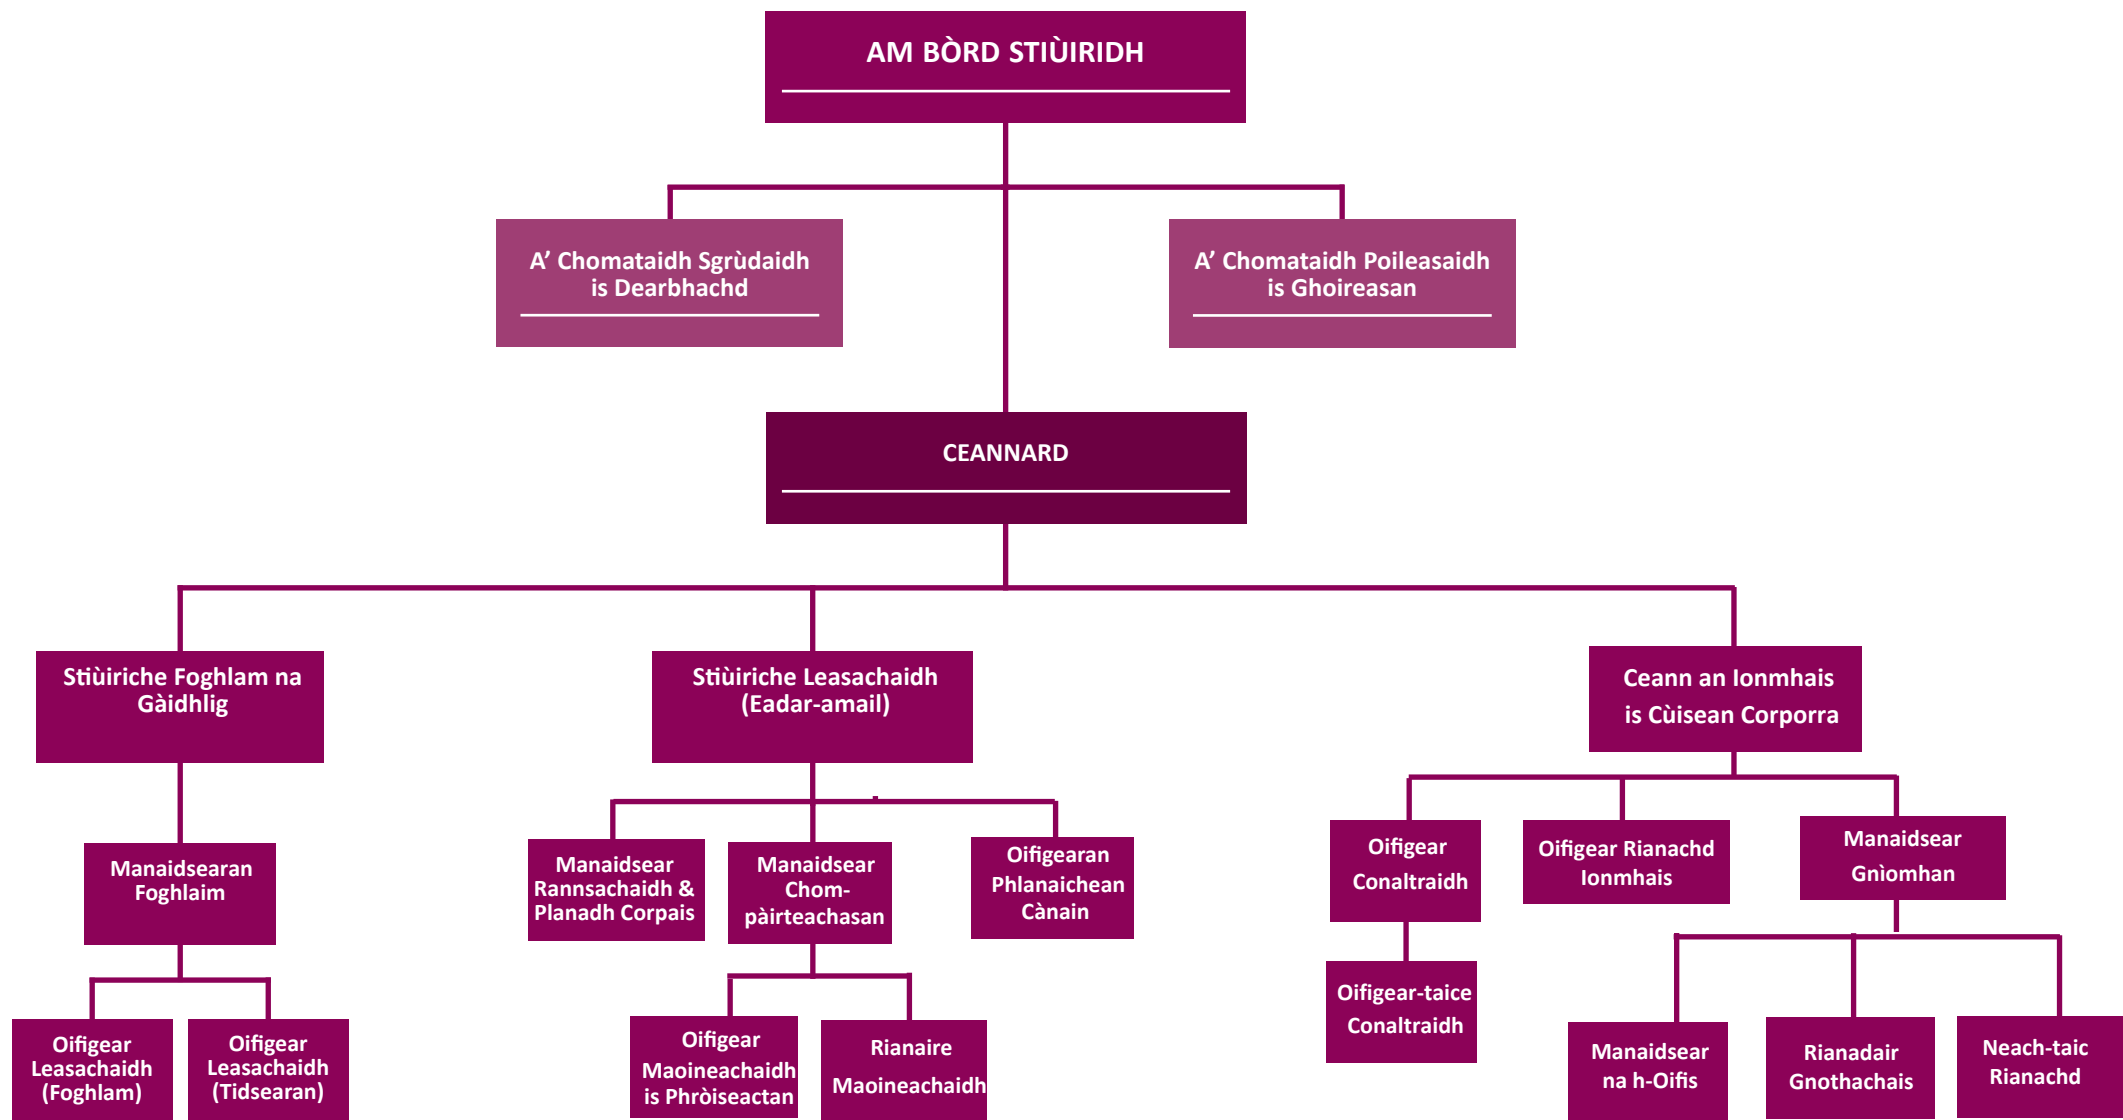 AM BÒRD STIÙIRIDH
A’ Chomataidh Sgrùdaidh
is Dearbhachd
A’ Chomataidh Poileasaidh
is Ghoireasan
CEANNARD
Stiùiriche Foghlam na
Gàidhlig
Stiùiriche Leasachaidh
(Eadar-amail)
Ceann an Ionmhais
is Cùisean Corporra
Manaidsearan
Foghlaim
Manaidsear
Rannsachaidh &
Planadh Corpais
Manaidsear
Chom-
pàirteachasan
Oifigearan
Phlanaichean
Cànain
Oifigear
Conaltraidh
Oifigear Rianachd
Ionmhais
Manaidsear
Gnìomhan
Oifigear
Leasachaidh
(Foghlam)
Oifigear
Leasachaidh
(Tidsearan)
Oifigear
Maoineachaidh
is Phròiseactan
Rianaire
Maoineachaidh
Oifigear-taice
Conaltraidh
Manaidsear
na h-Oifis
Rianadair
Gnothachais
Neach-taic
Rianachd